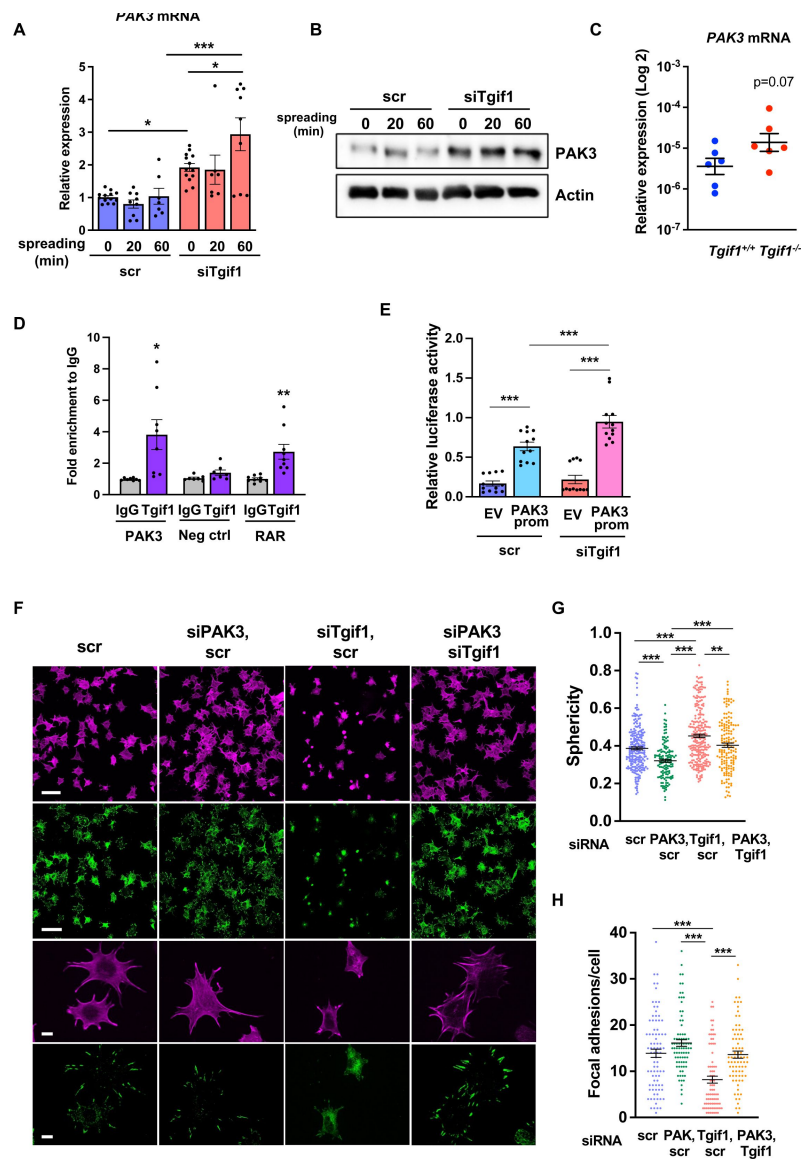 PAK3 mRNA
A
***
*
*
Relative expression
5
4
3
2
1
0
spreading
(min)
0 20 60 0 20 60
scr siTgif1
B
scr siTgif1
spreading
(min)
0 20 60 0 20 60
PAK3
Actin
C
PAK3 mRNA
p=0.07
Relative expression (Log 2)
10-3
10-4
10-5
10-6
10-7
Tgif1+/+ Tgif1-/-
D
Fold enrichment to IgG
10
8
6
4
2
0
*
**
IgG Tgif1 IgG Tgif1 IgG Tgif1
PAK3 Neg ctrl RAR
E
Relative luciferase activity
2.0
1.5
1.0
0.5
0.0
***
***
***
EV PAK3 prom EV PAK3 prom
scr siTgif1
F
scr
siPAK3,
scr
siTgif1,
scr
siPAK3
siTgif1
G
Sphericity
1.0
0.8
0.6
0.4
0.2
0.0
***
***
*** *** **
siRNA
scr PAK3, Tgif1, PAK3,
scr scr Tgif1
H
Focal adhesions/cell
40
30
20
10
0
***
***
***
siRNA
scr PAK, Tgif1, PAK3,
scr scr Tgif1